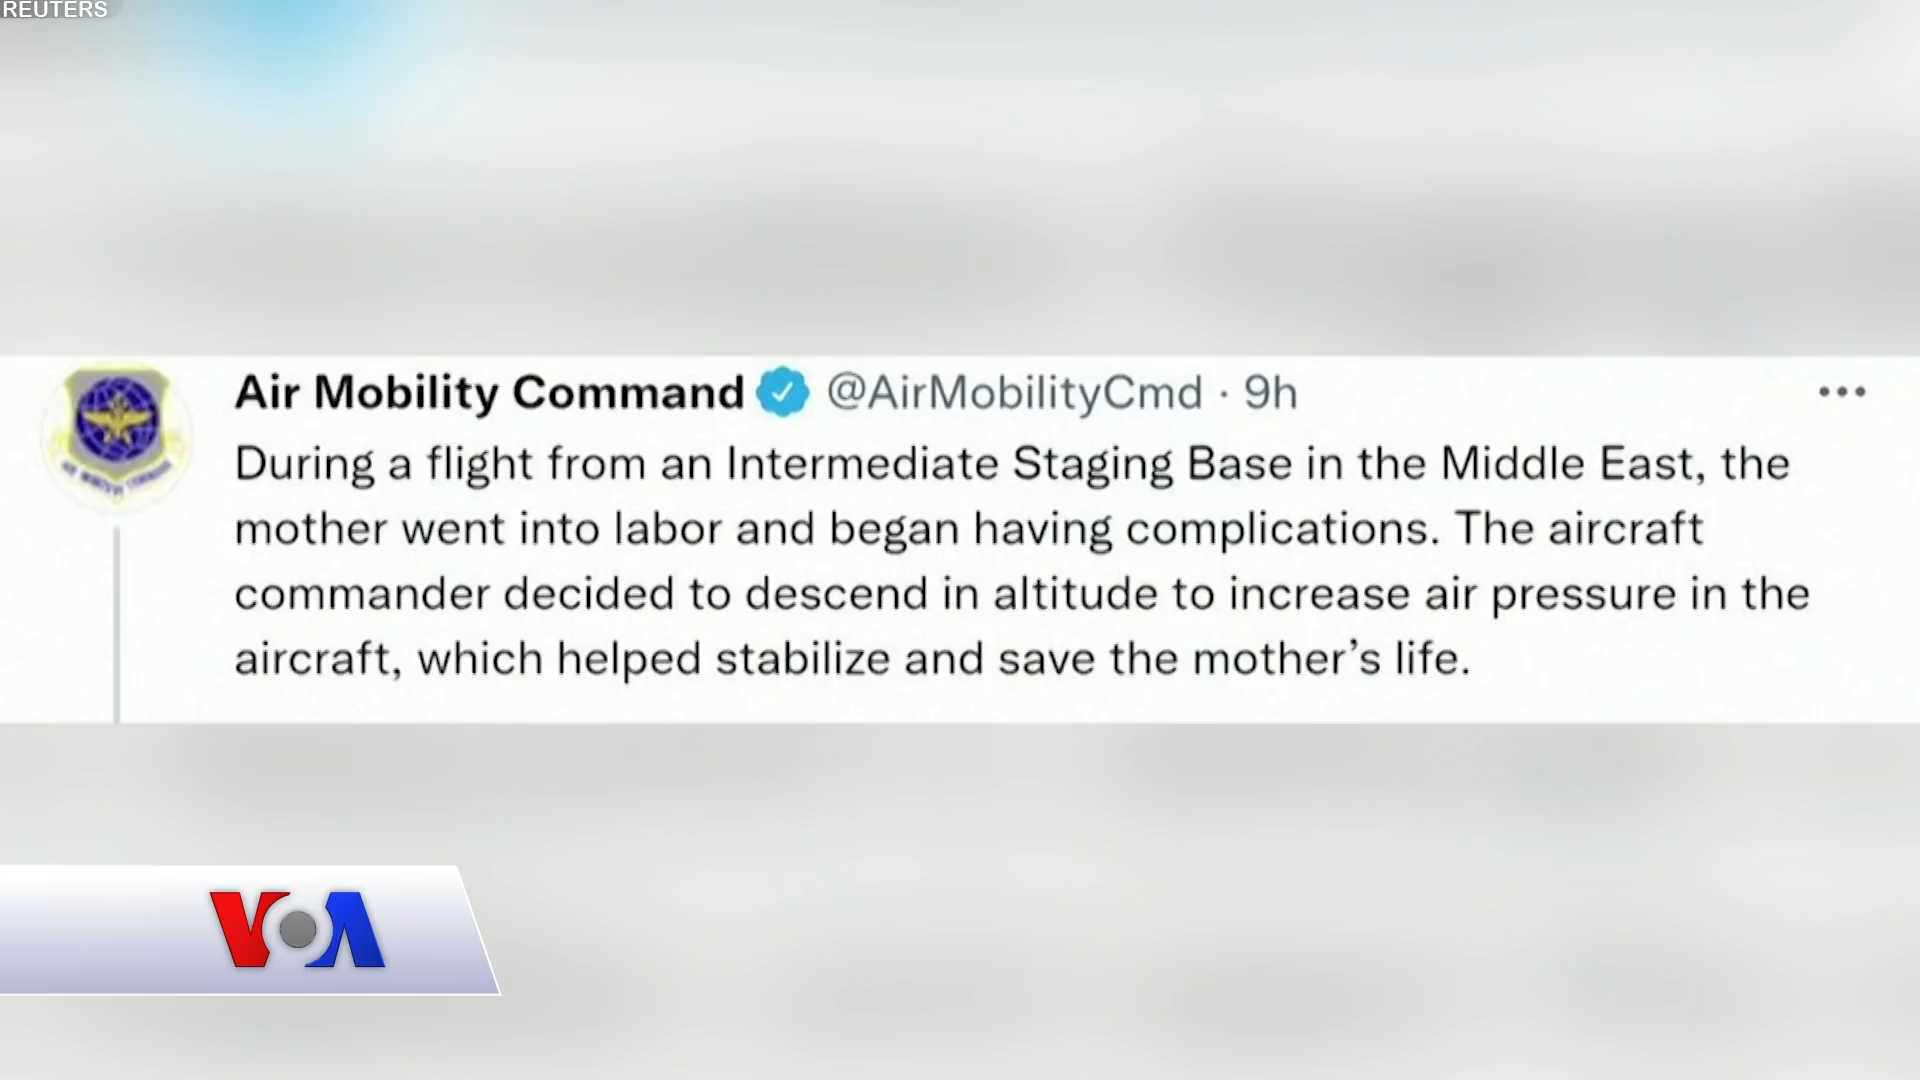 REUTERS
Air Mobility Command @AirMobilityCmd · 9h
During a flight from an Intermediate Staging Base in the Middle East, the
mother went into labor and began having complications. The aircraft
commander decided to descend in altitude to increase air pressure in the
aircraft, which helped stabilize and save the mother’s life.
VOA